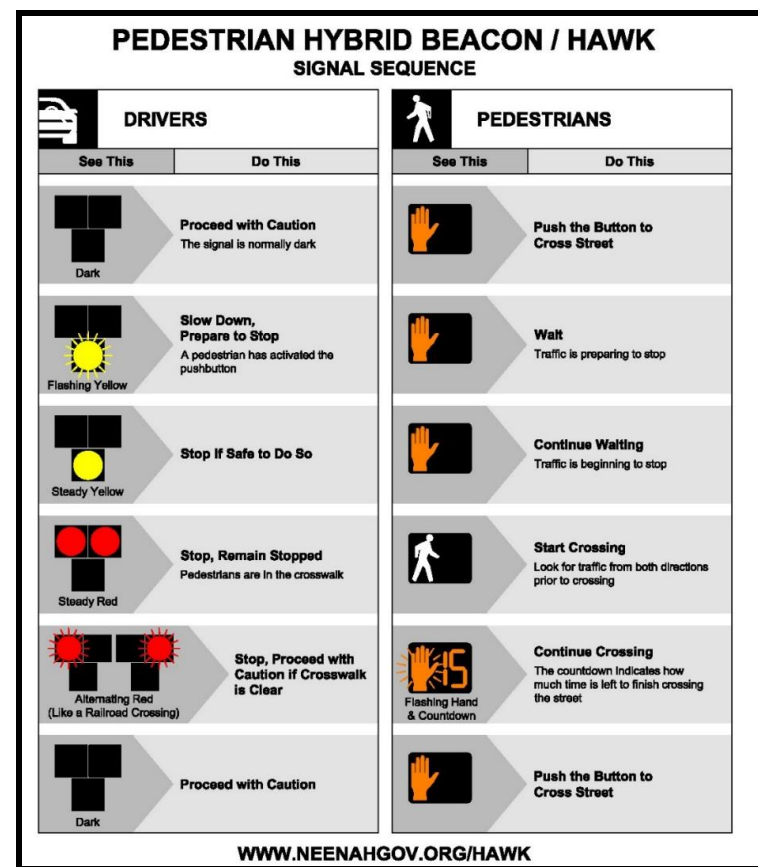 PEDESTRIAN HYBRID BEACON / HAWK
SIGNAL SEQUENCE
DRIVERS
See This
Do This
Dark
Proceed with Caution
The signal is normally dark
Flashing Yellow
Slow Down,
Prepare to Stop
A pedestrian has activated the
pushbutton
Steady Yellow
Stop If Safe to Do So
Steady Red
Stop, Remain Stopped
Pedestrians are in the crosswalk
Alternating Red
(Like a Railroad Crossing)
Stop, Proceed with
Caution if Crosswalk
is Clear
Dark
Proceed with Caution
PEDESTRIANS
See This
Do This
Push the Button to
Cross Street
Wait
Traffic is preparing to stop
Continue Waiting
Traffic is beginning to stop
Start Crossing
Look for traffic from both directions
prior to crossing
15
Flashing Hand
& Countdown
Continue Crossing
The countdown indicates how
much time is left to finish crossing
the street
Push the Button to
Cross Street
WWW.NEENAHGOV.ORG/HAWK